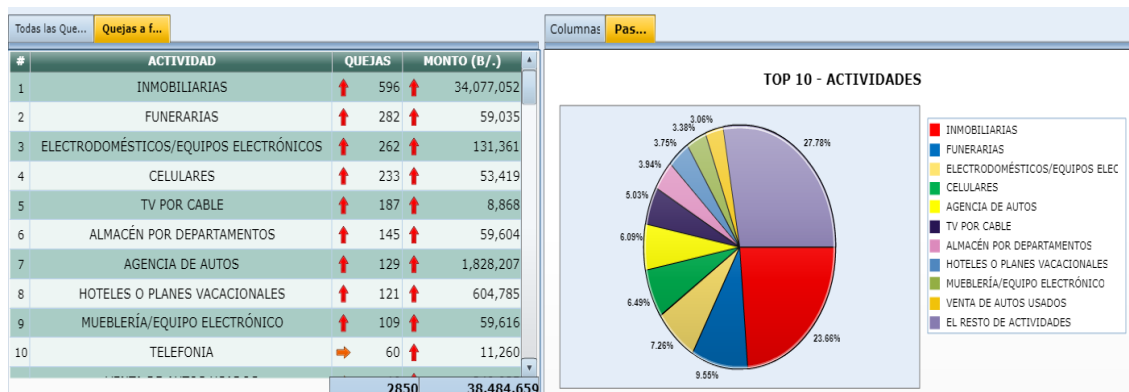 Todas las Que... Quejas a f...
# ACTIVIDAD QUEJAS MONTO (B/.)
1 INMOBILIARIAS 596 34,077,052
2 FUNERARIAS 282 59,035
3 ELECTRODOMÉSTICOS/EQUIPOS ELECTRÓNICOS 262 131,361
4 CELULARES 233 53,419
5 TV POR CABLE 187 8,868
6 ALMACÉN POR DEPARTAMENTOS 145 59,604
7 AGENCIA DE AUTOS 129 1,828,207
8 HOTELES O PLANES VACACIONALES 121 604,785
9 MUEBLERÍA/EQUIPO ELECTRÓNICO 109 59,616
10 TELEFONIA 60 11,260
2850 38,484,659
Columnas Pas...
TOP 10 - ACTIVIDADES
3.06%
3.38%
3.75%
3.94%
5.03%
6.09%
6.49%
7.26%
9.55%
23.66%
27.78%
INMOBILIARIAS
FUNERARIAS
ELECTRODOMÉSTICOS/EQUIPOS ELEC
CELULARES
AGENCIA DE AUTOS
TV POR CABLE
ALMACÉN POR DEPARTAMENTOS
HOTELES O PLANES VACACIONALES
MUEBLERÍA/EQUIPO ELECTRÓNICO
VENTA DE AUTOS USADOS
EL RESTO DE ACTIVIDADES